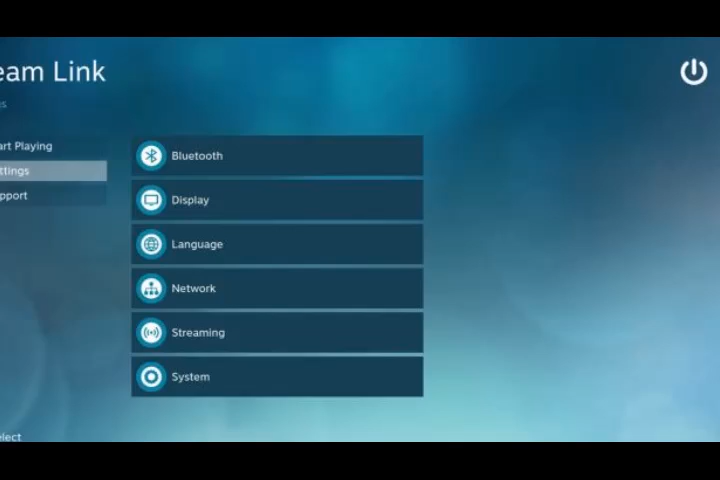 eam Link
art Playing
ttings
pport
Bluetooth
Display
Language
Network
Streaming
System
elect